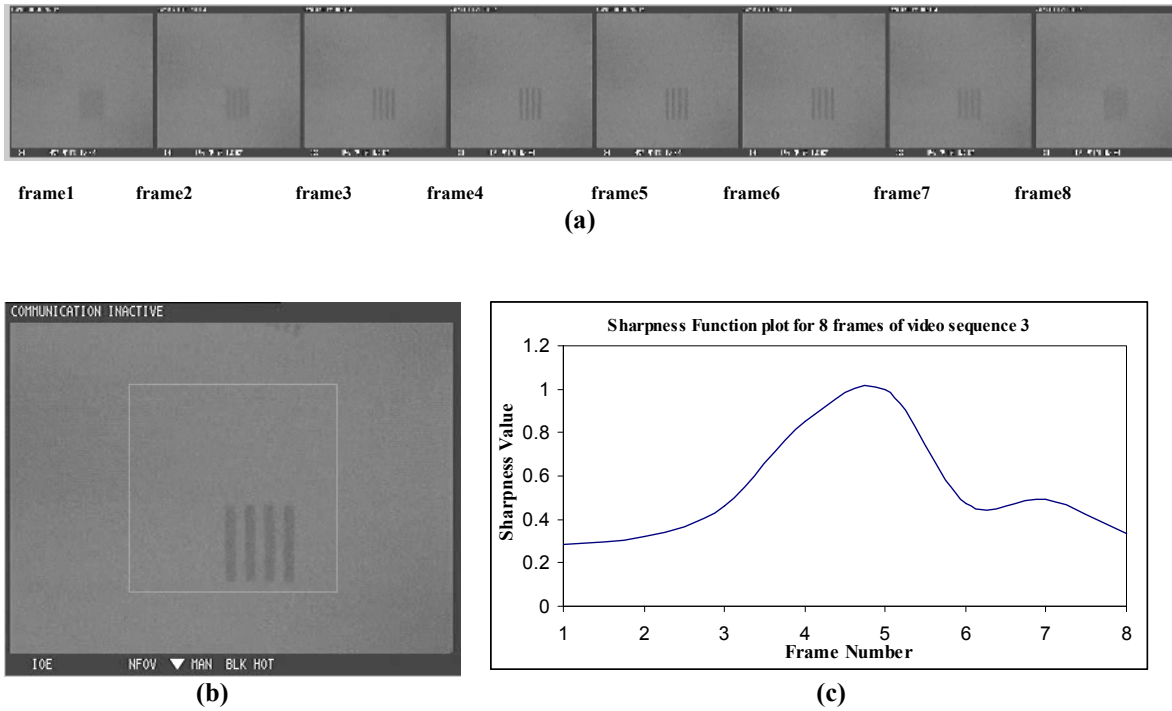 frame1 frame2 frame3 frame4 frame5 frame6 frame7 frame8
(a)
COMMUNICATION INACTIVE
IOE NFOV MAN BLK HOT
(b)
Sharpness Function plot for 8 frames of video sequence 3
Sharpness Value
1.2
1
0.8
0.6
0.4
0.2
0
1 2 3 4 5 6 7 8
Frame Number
(c)